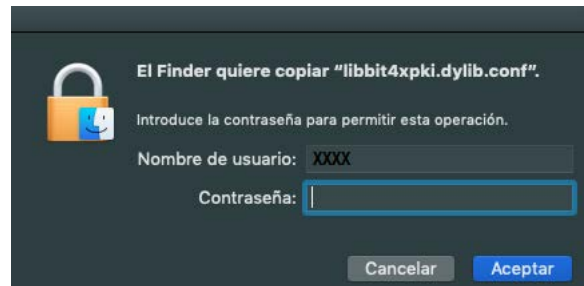 El Finder quiere copiar “libbit4xpki.dylib.conf”.
Introduce la contraseña para permitir esta operación.
Nombre de usuario: XXXX
Contraseña:
Cancelar Aceptar